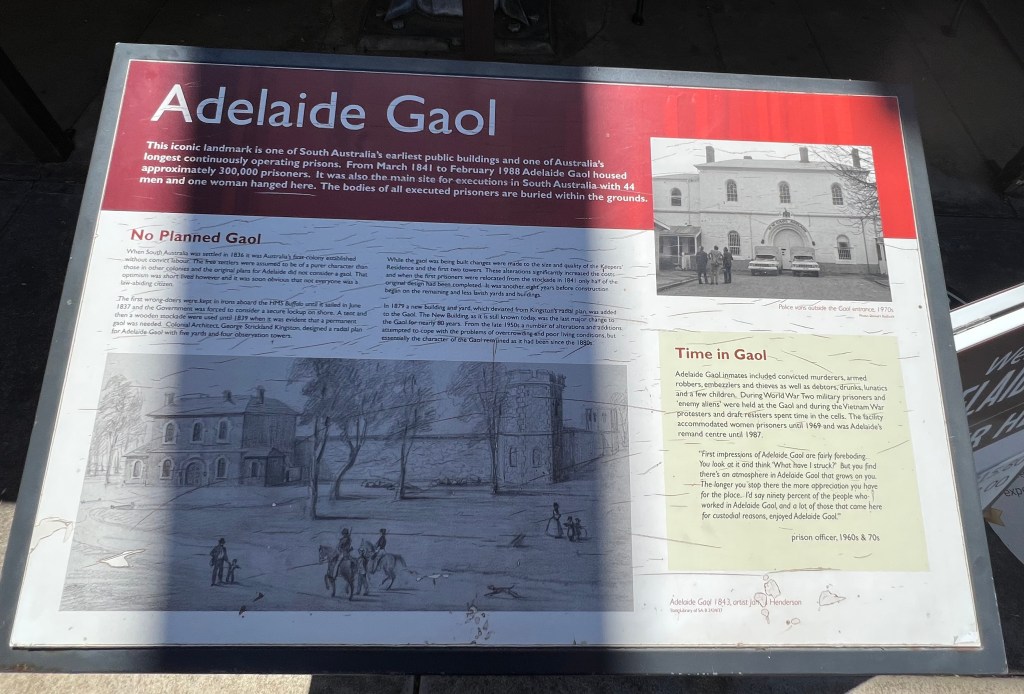 Adelaide Gaol
This iconic landmark is one of South Australia's earliest public buildings and one of Australia's
longest continuously operating prisons. From March 1841 to February 1988 Adelaide Gaol housed
approximately 300,000 prisoners. It was also the main site for executions in South Australia with 44
men and one woman hanged here. The bodies of all executed prisoners are buried within the grounds.
No Planned Gaol
When South Australia was settled in 1836 it was Australia's first colony established
without convict labour. The free settlers were assumed to be of a purer character than
those in other colonies and the original plans for Adelaide did not consider a gaol. That
optimism was short lived however and it was soon obvious that not everyone was a
law-abiding citizen.
The first wrong-doers were kept in irons aboard the HMS Buffalo until it sailed in June
1837 and the Government was forced to consider a secure lockup on shore. A tent and
then a wooden stockade were used until 1839 when it was evident that a permanent
gaol was needed. Colonial Architect, George Strickland Kingston, designed a radial plan
for Adelaide Gaol with five yards and four observation towers.
While the gaol was being built changes were made to the size and quality of the Keepers'
Residence and the first two towers. These alterations significantly increased the costs
and when the first prisoners were relocated from the stockade in 1841 only half of the
original design had been completed. It was another eight years before construction
began on the remaining and less lavish yards and buildings.
In 1879 a new building and yard, which deviated from Kingston's radial plan, was added
to the Gaol. The New Building, as it is still known today, was the last major change to
the Gaol for nearly 80 years. From the late 1950s a number of alterations and additions
attempted to cope with the problems of overcrowding and poor living conditions, but
essentially the character of the Gaol remained as it had been since the 1880s.
Police vans outside the Gaol entrance, 1970s
Time in Gaol
Adelaide Gaol inmates included convicted murderers, armed
robbers, embezzlers and thieves as well as debtors, drunks, lunatics
and a few children. During World War Two military prisoners and
'enemy aliens' were held at the Gaol and during the Vietnam War
protesters and draft resisters spent time in the cells. The facility
accommodated women prisoners until 1969 and was Adelaide's
remand centre until 1987.
"First impressions of Adelaide Gaol are fairly foreboding.
You look at it and think 'What have I struck?' But you find
there's an atmosphere in Adelaide Gaol that grows on you.
The longer you stop there the more appreciation you have
for the place. I'd say ninety percent of the people who
worked in Adelaide Gaol, and a lot of those that came here
for custodial reasons, enjoyed Adelaide Gaol."
prison officer, 1960s & 70s
Adelaide Gaol 1843, artist Henderson